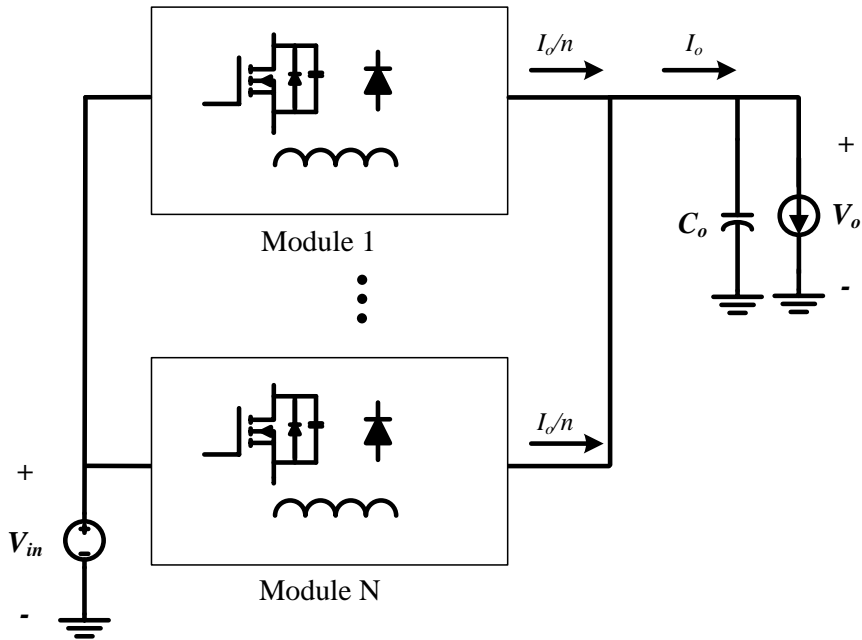 I_o/n
I_o
+
C_o
V_o
-
Module 1
I_o/n
+
V_in
-
Module N